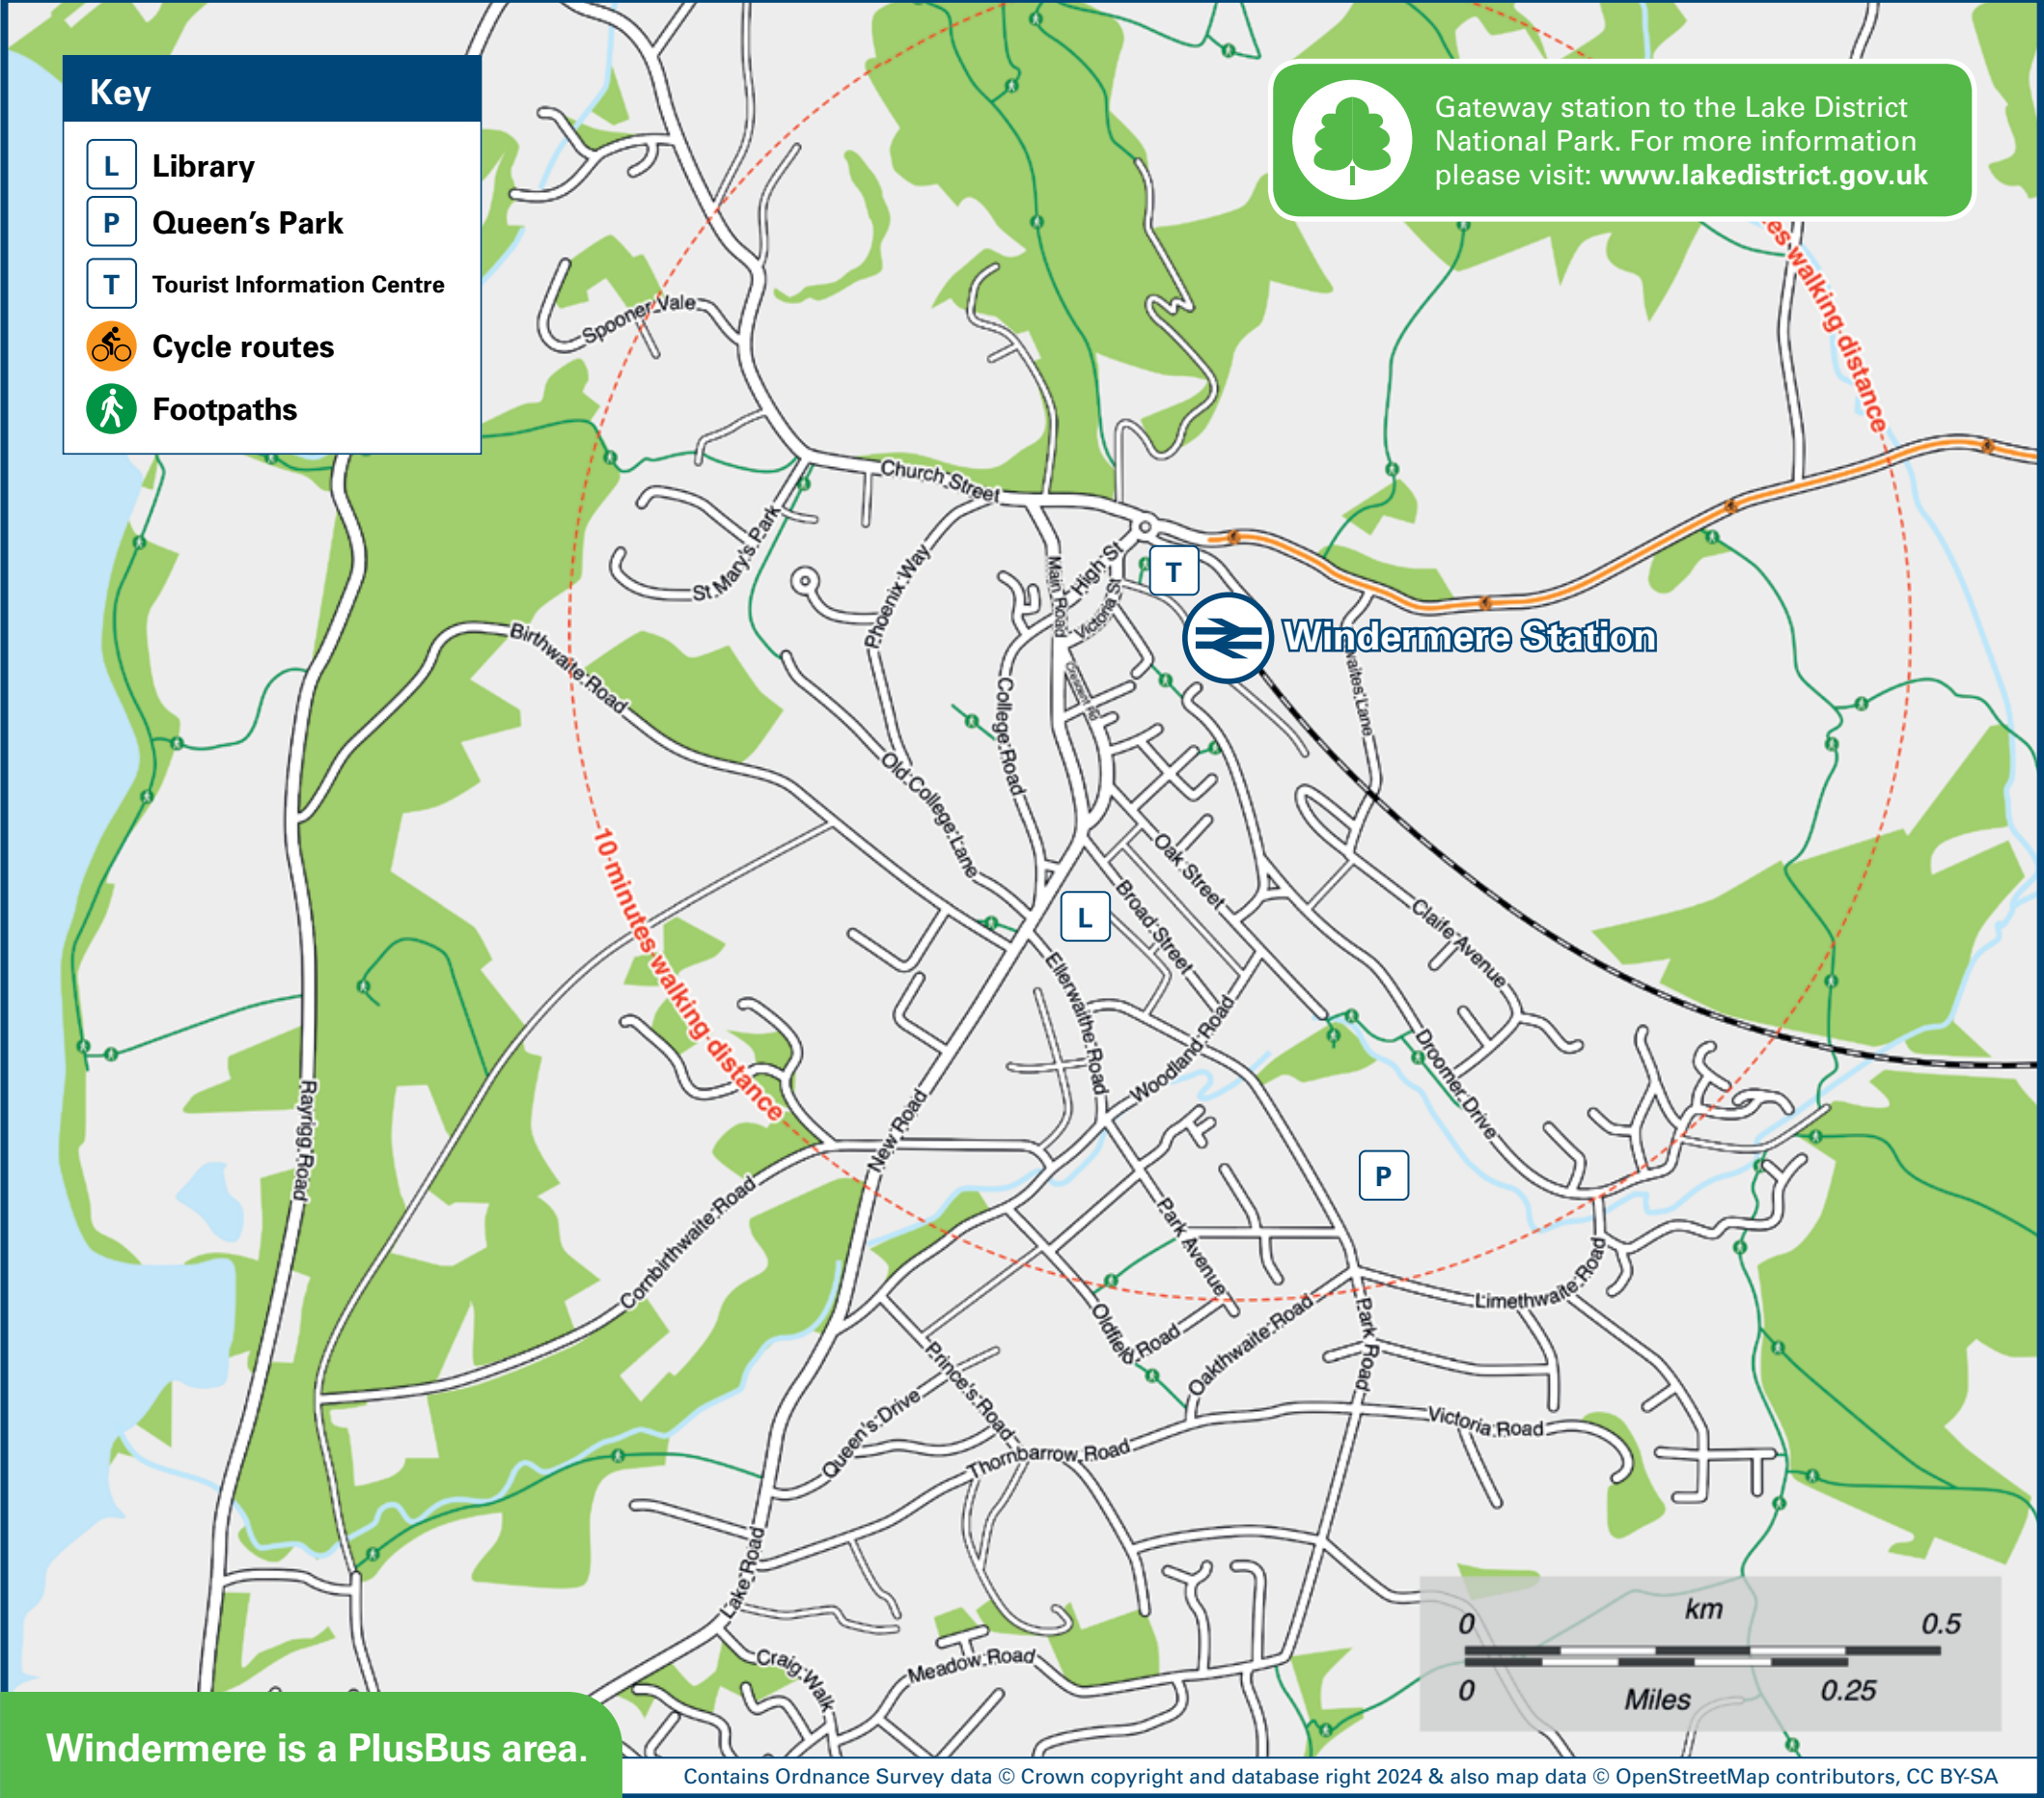 Key
L Library
P Queen's Park
T Tourist Information Centre
Cycle routes
Footpaths
Gateway station to the Lake District
National Park. For more information
please visit: www.lakedistrict.gov.uk
walking distance
Spooner Vale
Church Street
St Mary's Park
Phoenix Way
Main Road
High St
Victoria St
T
Windermere Station
Birthwaite Road
College Road
Crescent Rd
Old College Lane
10 minutes walking distance
Oak Street
Broad Street
L
Claife Avenue
Ellerwaithe Road
Woodland Road
Droomer Drive
Rayrigg Road
New Road
P
Cornbirthwaite Road
Park Avenue
Limethwaite Road
Oldfield Road
Oakthwaite Road
Park Road
Prince's Road
Queen's Drive
Victoria Road
Thornbarrow Road
Lake Road
Craig Walk
Meadow Road
km
0 0.5
0 Miles 0.25
Windermere is a PlusBus area.
Contains Ordnance Survey data © Crown copyright and database right 2024 & also map data © OpenStreetMap contributors, CC BY-SA